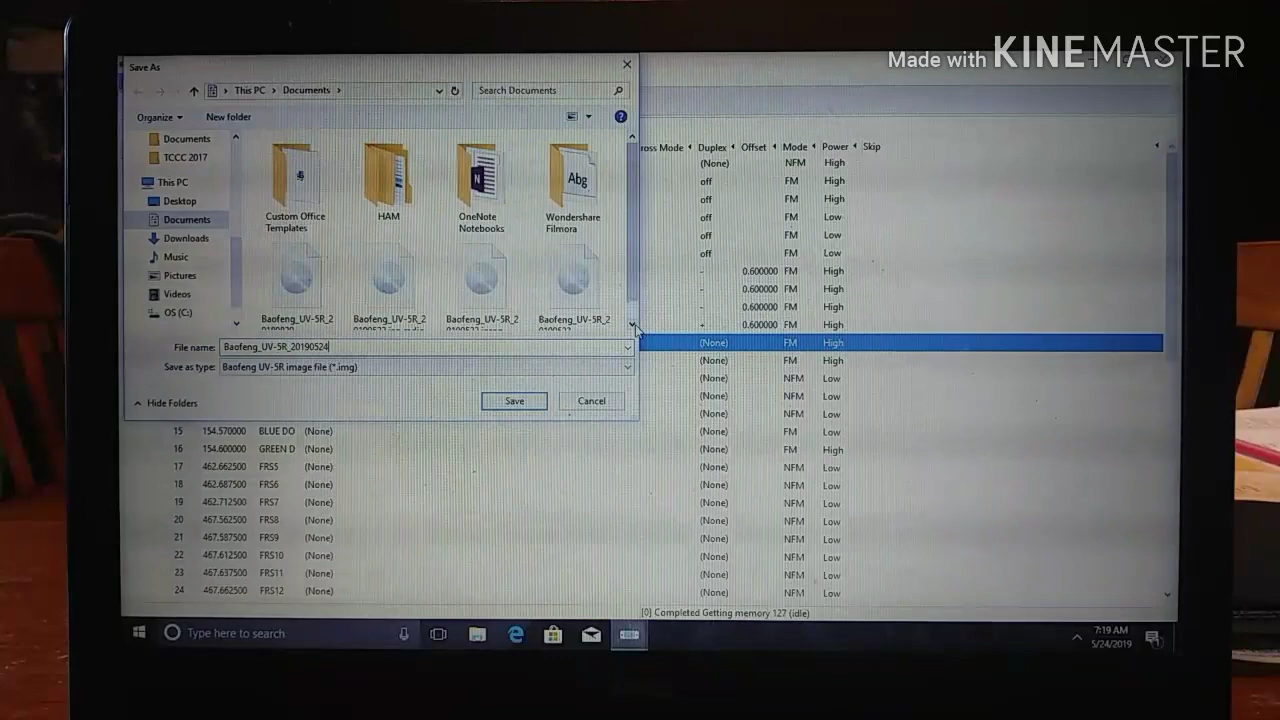 Made with KINEMASTER
Save As
This PC > Documents >
Search Documents
Organize
New folder
Documents
TCCC 2017
This PC
Desktop
Documents
Downloads
Music
Pictures
Videos
OS (C:)
Custom Office Templates
HAM
OneNote Notebooks
Wondershare Filmora
Abg
N
Baofeng_UV-5R_2
Baofeng_UV-5R_2
Baofeng_UV-5R_2
Baofeng_UV-5R_2
File name: Baofeng_UV-5R_20190524
Save as type: Baofeng UV-5R image file (*.img)
Hide Folders
Save
Cancel
ross Mode Duplex Offset Mode Power Skip
(None) NFM High
off FM High
off FM High
off FM Low
off FM Low
off FM Low
- 0.600000 FM High
- 0.600000 FM High
- 0.600000 FM High
+ 0.600000 FM High
(None) FM High
(None) FM High
(None) NFM Low
(None) NFM Low
(None) NFM Low
15 154.570000 BLUE DO (None) (None) FM Low
16 154.600000 GREEN D (None) (None) FM High
17 462.662500 FRS5 (None) (None) NFM Low
18 462.687500 FRS6 (None) (None) NFM Low
19 462.712500 FRS7 (None) (None) NFM Low
20 467.562500 FRS8 (None) (None) NFM Low
21 467.587500 FRS9 (None) (None) NFM Low
22 467.612500 FRS10 (None) (None) NFM Low
23 467.637500 FRS11 (None) (None) NFM Low
24 467.662500 FRS12 (None) (None) NFM Low
[0] Completed Getting memory 127 (idle)
Type here to search
7:19 AM
5/24/2019